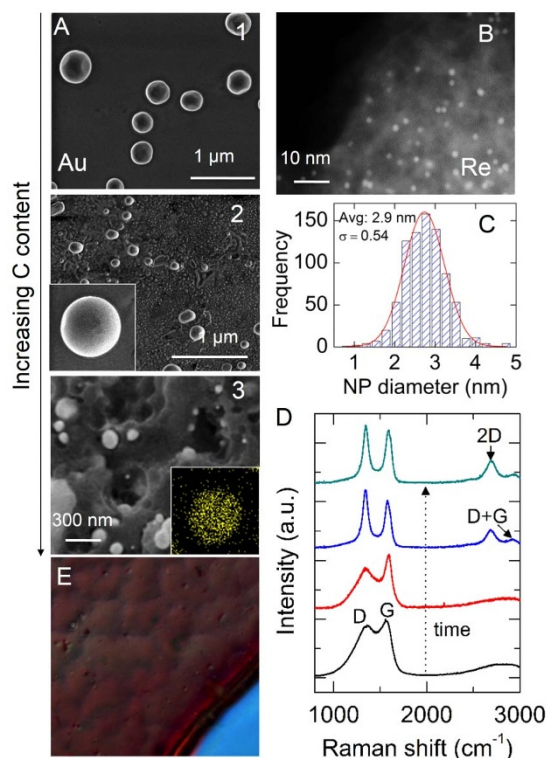 Increasing C content
A
1
Au
1 µm
2
1 µm
3
300 nm
E
B
10 nm
Re
C
Avg: 2.9 nm
σ = 0.54
Frequency
150
100
50
0
1 2 3 4 5
NP diameter (nm)
D
2D
D+G
D G
time
Intensity (a.u.)
1000 2000 3000
Raman shift (cm⁻¹)